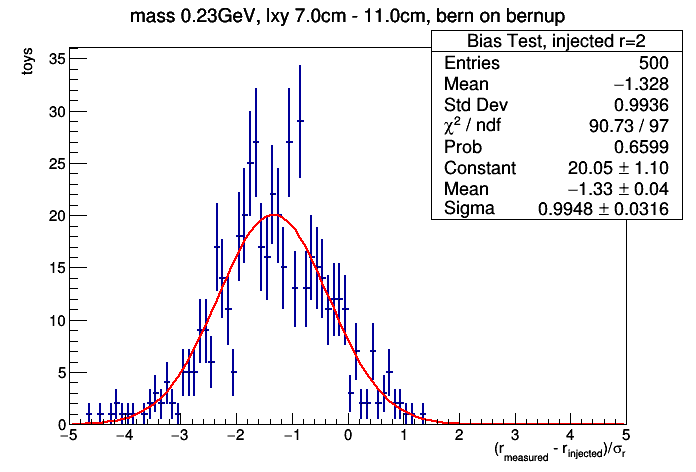 mass 0.23GeV, lxy 7.0cm - 11.0cm, bern on bernup
Bias Test, injected r=2
Entries 500
Mean −1.328
Std Dev 0.9936
χ² / ndf 90.73 / 97
Prob 0.6599
Constant 20.05 ± 1.10
Mean −1.33 ± 0.04
Sigma 0.9948 ± 0.0316
toys
35
30
25
20
15
10
5
0
−5 −4 −3 −2 −1 0 1 2 3 4 5
(r_measured - r_injected)/σ_r